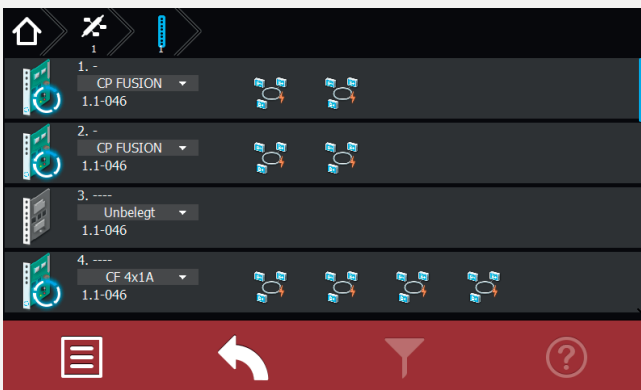 1
1
1. -
CP FUSION
1.1-046
2. -
CP FUSION
1.1-046
3. ----
Unbelegt
1.1-046
4. ----
CF 4x1A
1.1-046
?